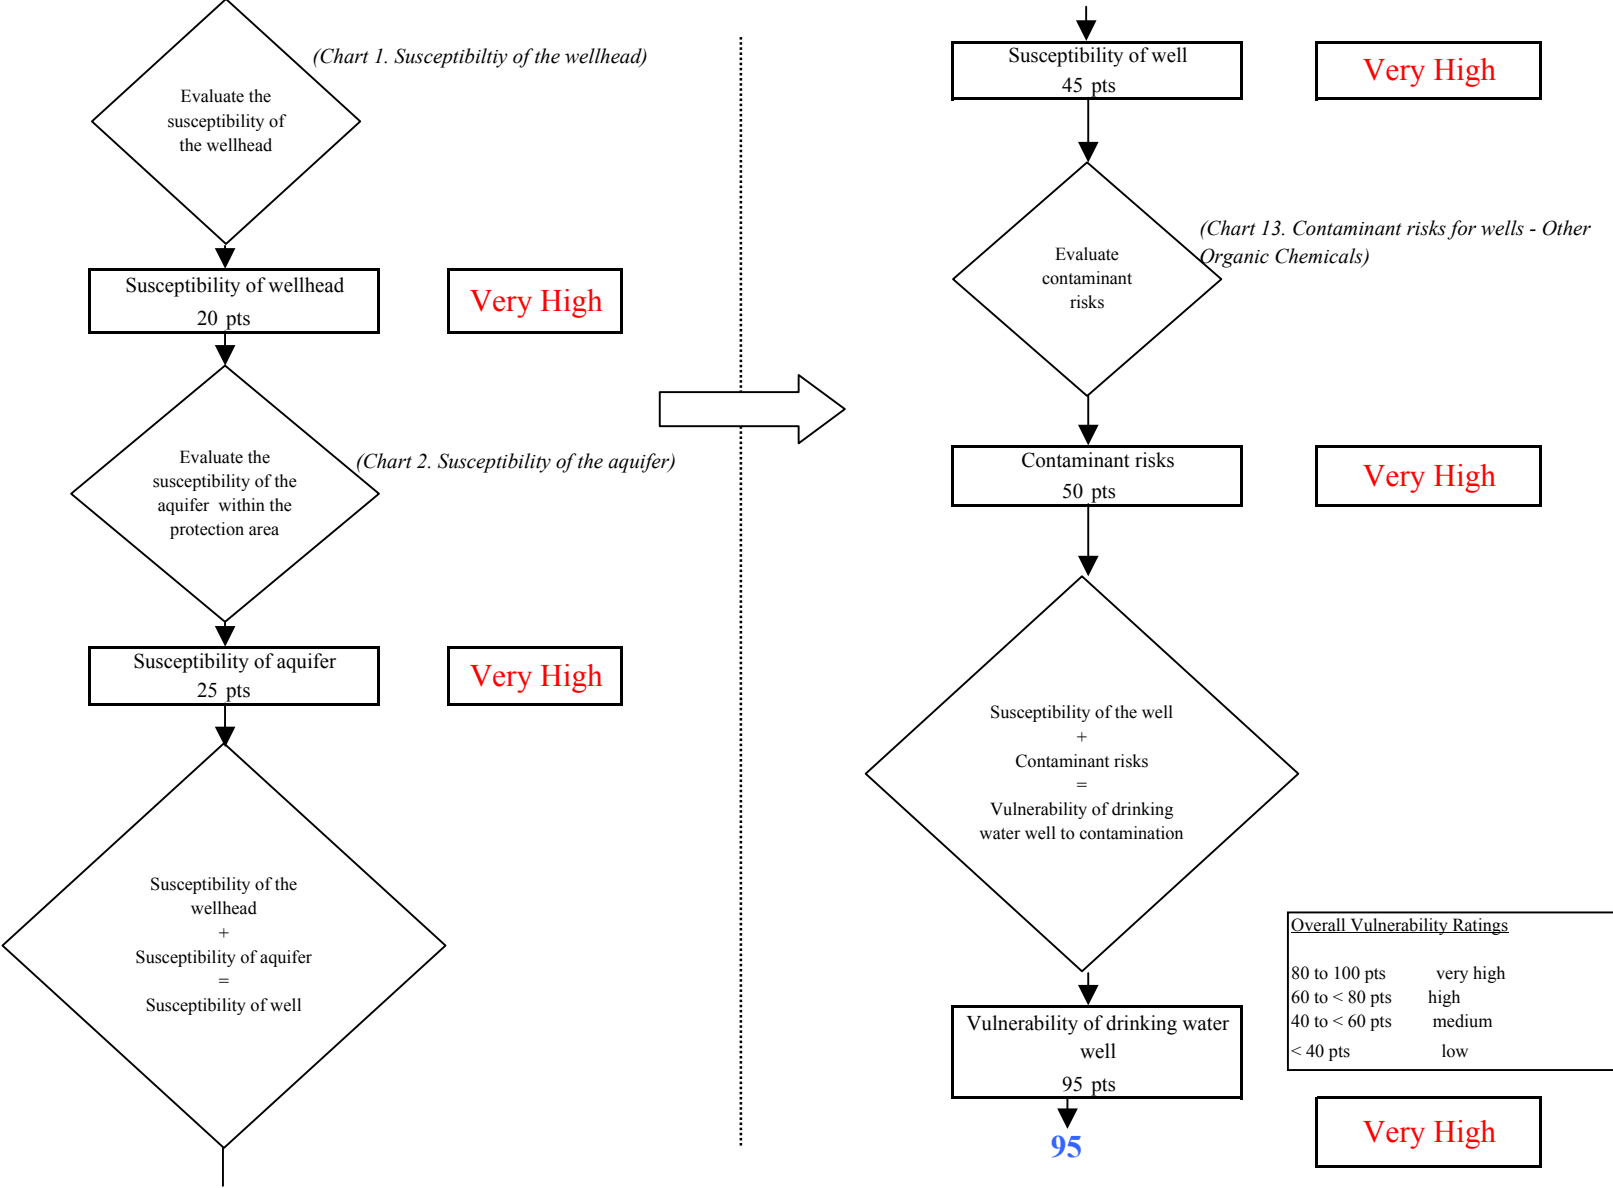 (Chart 1. Susceptibiltiy of the wellhead)
Evaluate the
susceptibility of
the wellhead
Susceptibility of wellhead
20 pts
Very High
Evaluate the
susceptibility of the
aquifer within the
protection area
(Chart 2. Susceptibility of the aquifer)
Susceptibility of aquifer
25 pts
Very High
Susceptibility of the
wellhead
+
Susceptibility of aquifer
=
Susceptibility of well
Susceptibility of well
45 pts
Very High
(Chart 13. Contaminant risks for wells - Other
Organic Chemicals)
Evaluate
contaminant
risks
Contaminant risks
50 pts
Very High
Susceptibility of the well
+
Contaminant risks
=
Vulnerability of drinking
water well to contamination
Overall Vulnerability Ratings
80 to 100 pts very high
60 to < 80 pts high
40 to < 60 pts medium
< 40 pts low
Vulnerability of drinking water
well
95 pts
95
Very High